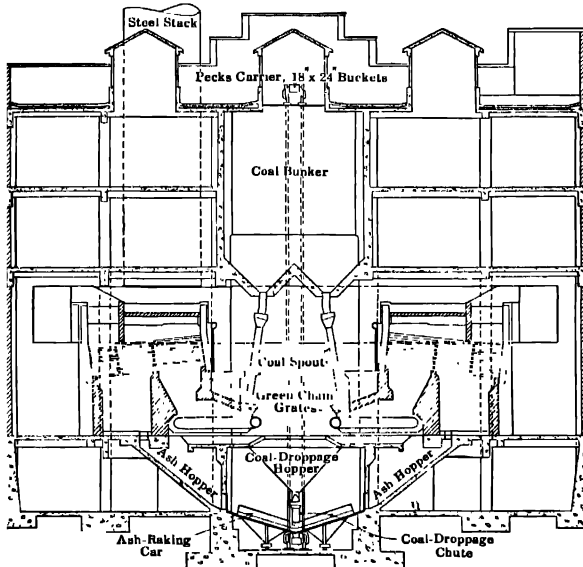 Steel Stack
Pecks Carrier, 18" x 24" Buckets
Coal Bunker
Coal Spout
Green Chain
Grates
Coal-Droppage
Hopper
Ash Hopper
Ash Hopper
Ash-Raking
Car
Coal-Droppage
Chute